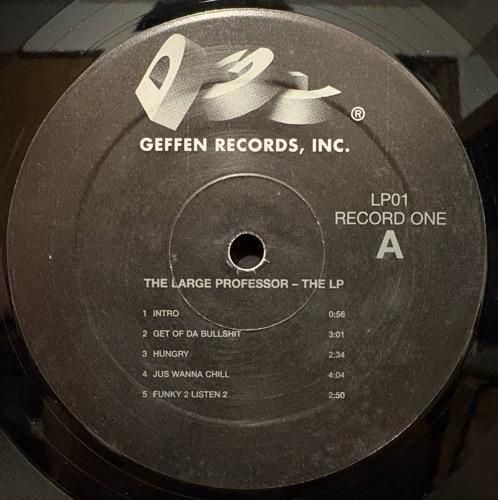 ®
GEFFEN RECORDS, INC.
LP01
RECORD ONE
A
THE LARGE PROFESSOR – THE LP
1 INTRO 0:56
2 GET OF DA BULLSHIT 3:01
3 HUNGRY 2:34
4 JUS WANNA CHILL 4:04
5 FUNKY 2 LISTEN 2 2:50